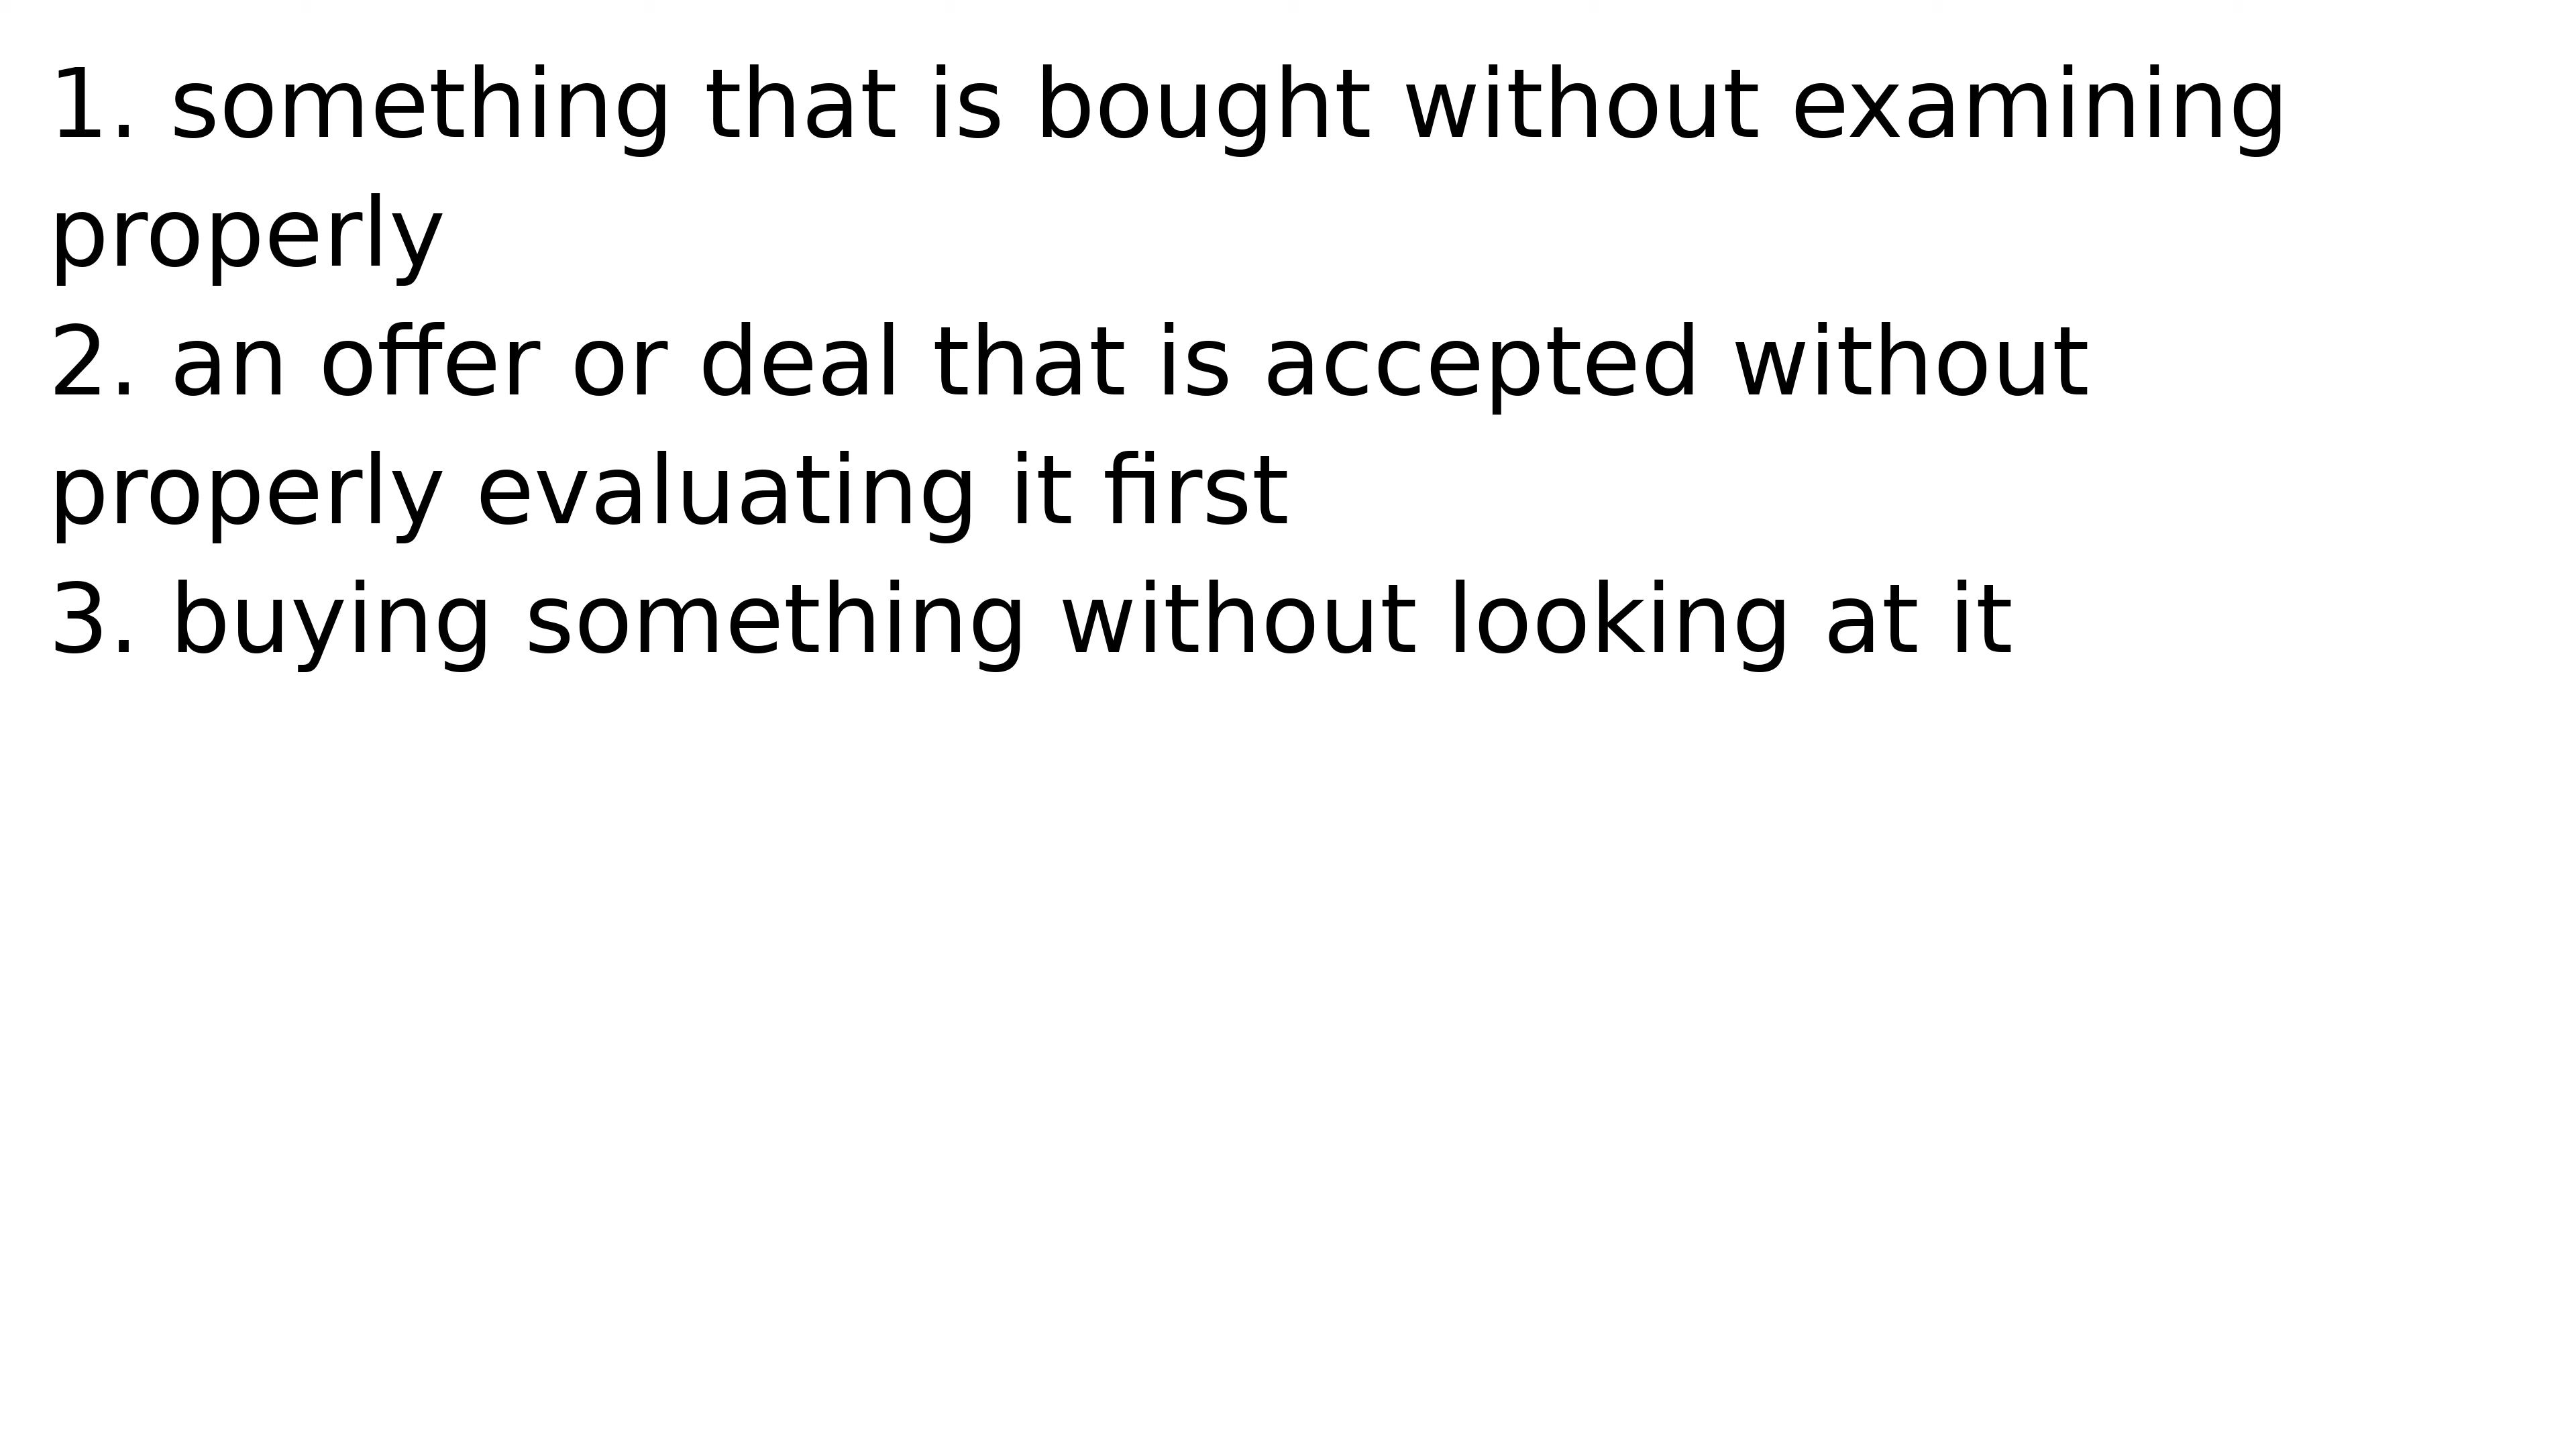 1. something that is bought without examining
properly
2. an offer or deal that is accepted without
properly evaluating it first
3. buying something without looking at it